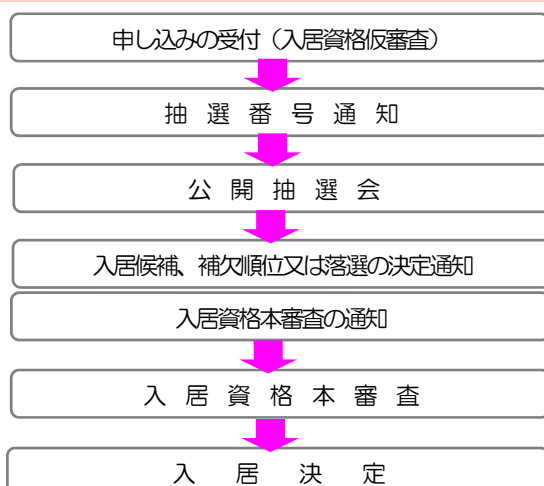 申し込みの受付（入居資格仮審査）
抽選番号通知
公開抽選会
入居候補、補欠順位又は落選の決定通知
入居資格本審査の通知
入居資格本審査
入居決定